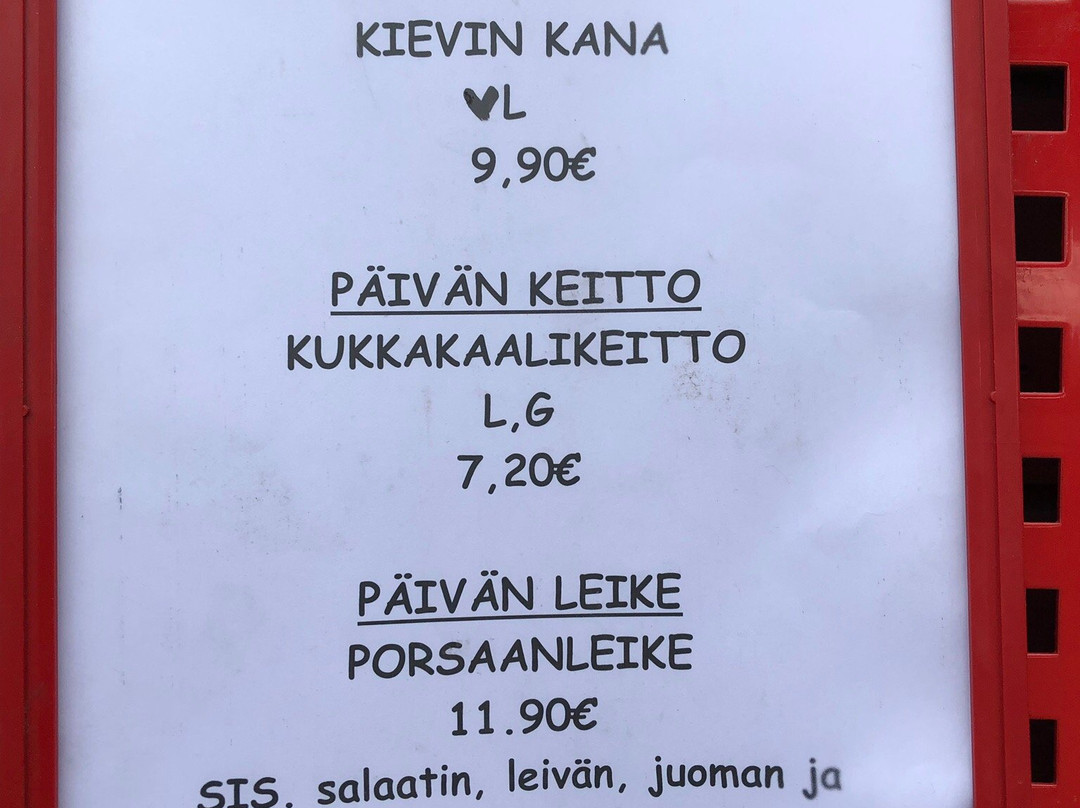 KIEVIN KANA
♥L
9,90€
PÄIVÄN KEITTO
KUKKAKAALIKEITTO
L,G
7,20€
PÄIVÄN LEIKE
PORSAANLEIKE
11.90€
SIS. salaatin, leivän, juoman ja